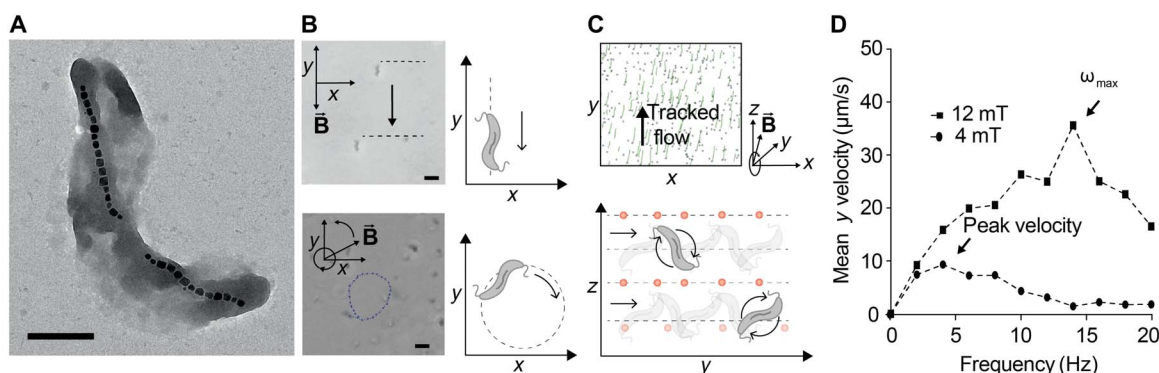 A
B
C
D
y
x
B
y
x
y
x
B
y
x
y
Tracked
flow
x
z
B
y
x
z
y
Mean y velocity (μm/s)
50
40
30
20
10
0
ω max
12 mT
4 mT
Peak velocity
0
5
10
15
20
Frequency (Hz)